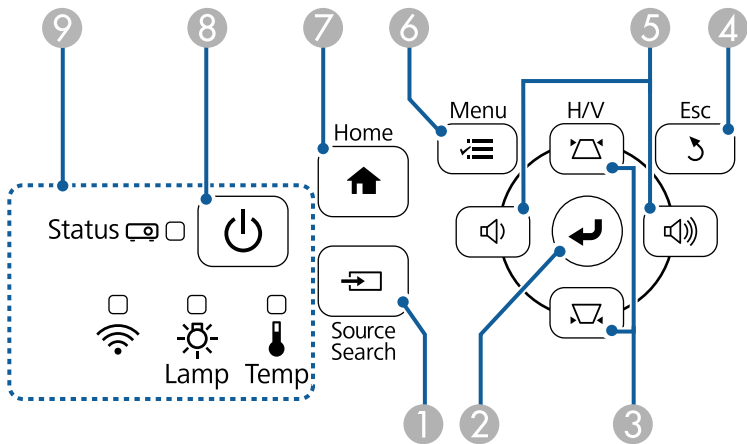 9 8 7 6 5 4
Menu H/V Esc
Home
Status
Source
Search
Lamp Temp
1 2 3